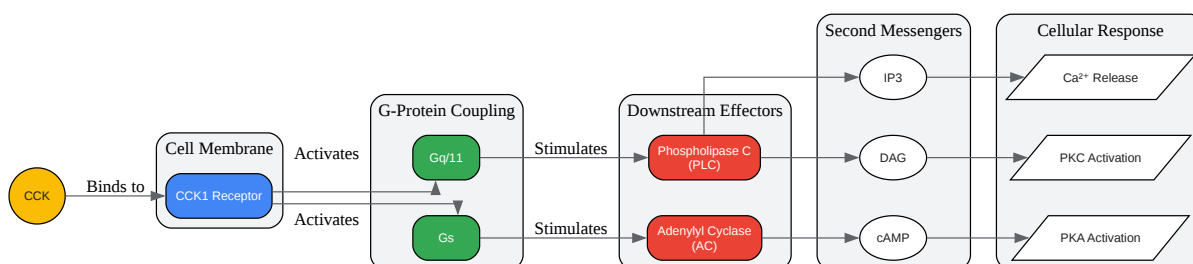 Second Messengers
Cellular Response
IP3
Ca²⁺ Release
G-Protein Coupling
Downstream Effectors
Cell Membrane
Activates
Gq/11
Stimulates
Phospholipase C
(PLC)
DAG
PKC Activation
CCK
Binds to
CCK1 Receptor
Activates
Gs
Stimulates
Adenylyl Cyclase
(AC)
cAMP
PKA Activation